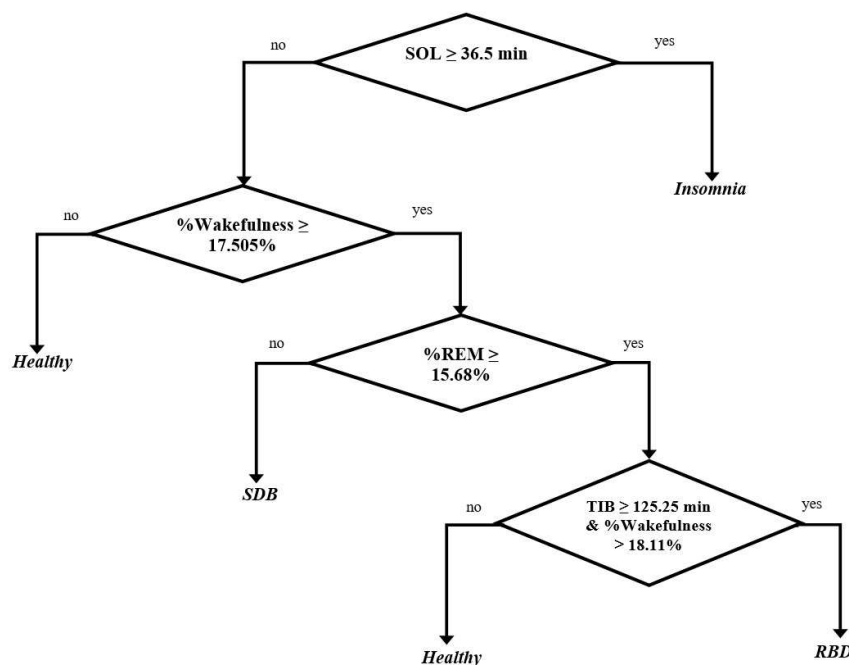 no
SOL ≥ 36.5 min
yes
Insomnia
no
%Wakefulness ≥
17.505%
yes
Healthy
no
%REM ≥
15.68%
yes
SDB
no
TIB ≥ 125.25 min
& %Wakefulness
> 18.11%
yes
Healthy
RBD